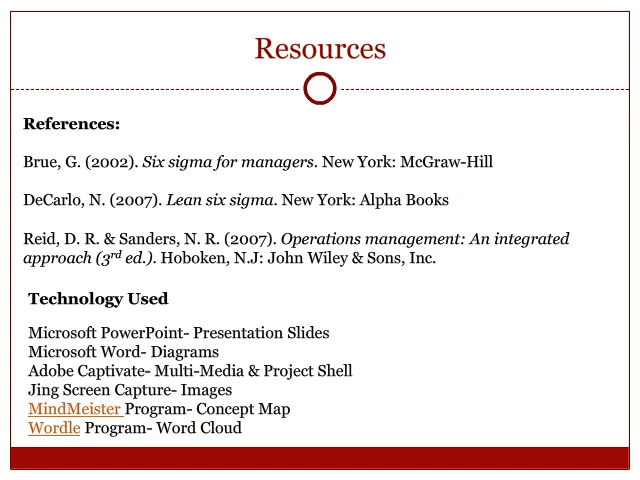 Resources
References:
Brue, G. (2002). Six sigma for managers. New York: McGraw-Hill
DeCarlo, N. (2007). Lean six sigma. New York: Alpha Books
Reid, D. R. & Sanders, N. R. (2007). Operations management: An integrated
approach (3rd ed.). Hoboken, N.J: John Wiley & Sons, Inc.
Technology Used
Microsoft PowerPoint- Presentation Slides
Microsoft Word- Diagrams
Adobe Captivate- Multi-Media & Project Shell
Jing Screen Capture- Images
MindMeister Program- Concept Map
Wordle Program- Word Cloud